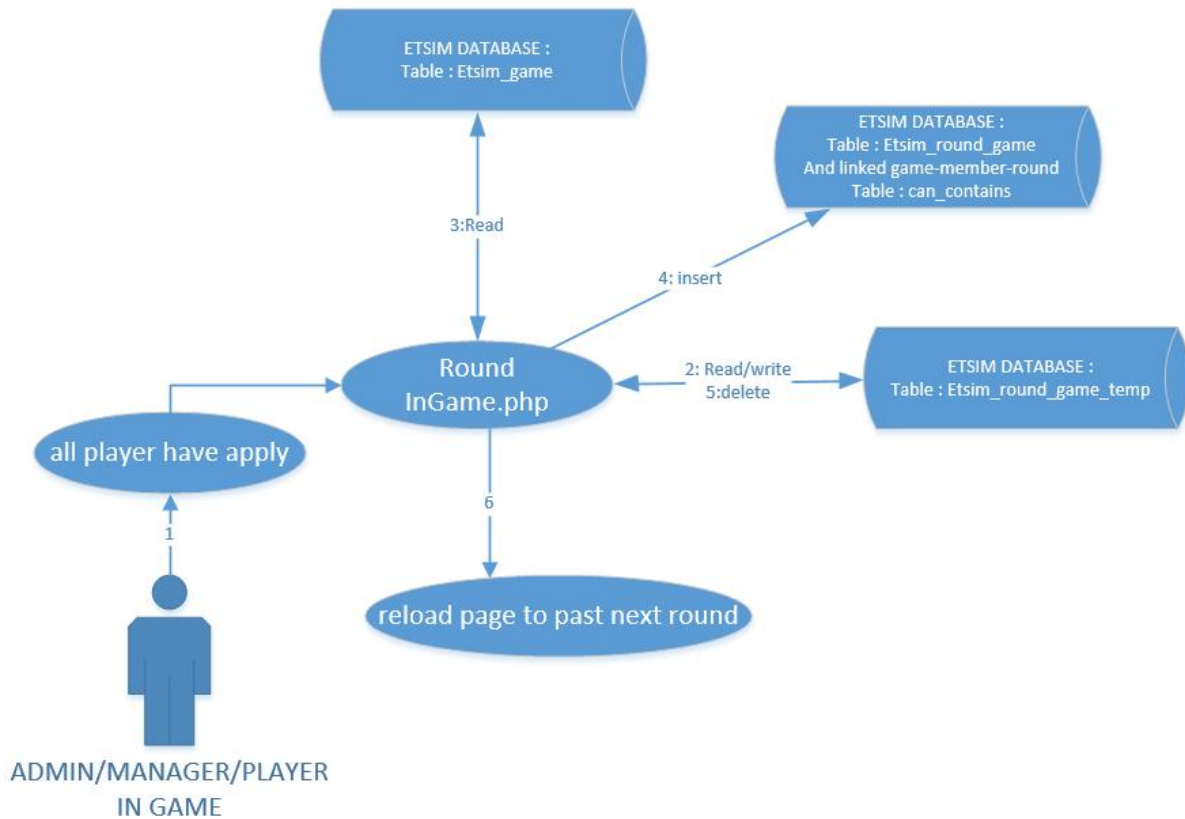 ETSIM DATABASE :
Table : Etsim_game
ETSIM DATABASE :
Table : Etsim_round_game
And linked game-member-round
Table : can_contains
3:Read
4: insert
Round
InGame.php
2: Read/write
5:delete
ETSIM DATABASE :
Table : Etsim_round_game_temp
all player have apply
6
1
reload page to past next round
ADMIN/MANAGER/PLAYER
IN GAME